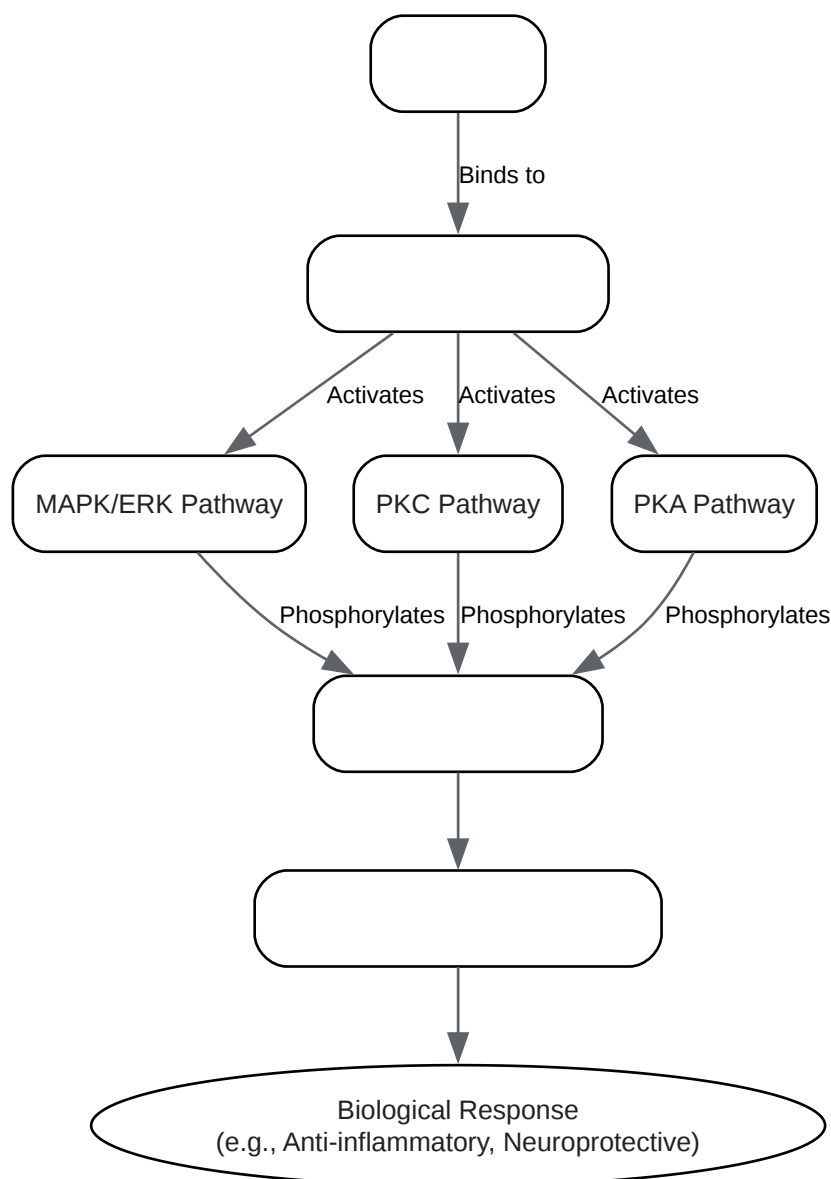 Binds to
Activates
Activates
Activates
MAPK/ERK Pathway
PKC Pathway
PKA Pathway
Phosphorylates
Phosphorylates
Phosphorylates
Biological Response
(e.g., Anti-inflammatory, Neuroprotective)